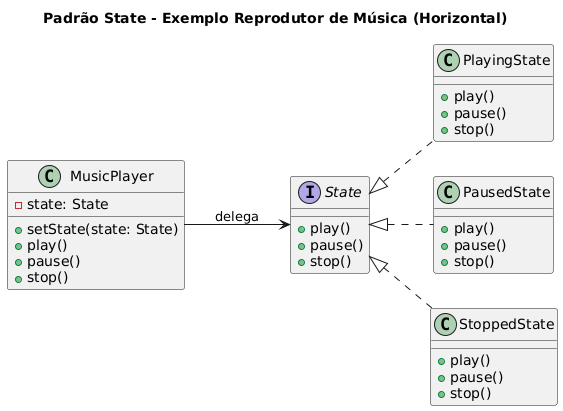 Padrão State - Exemplo Reprodutor de Música (Horizontal)
C MusicPlayer
state: State
setState(state: State)
play()
pause()
stop()
delega
I State
play()
pause()
stop()
C PlayingState
play()
pause()
stop()
C PausedState
play()
pause()
stop()
C StoppedState
play()
pause()
stop()